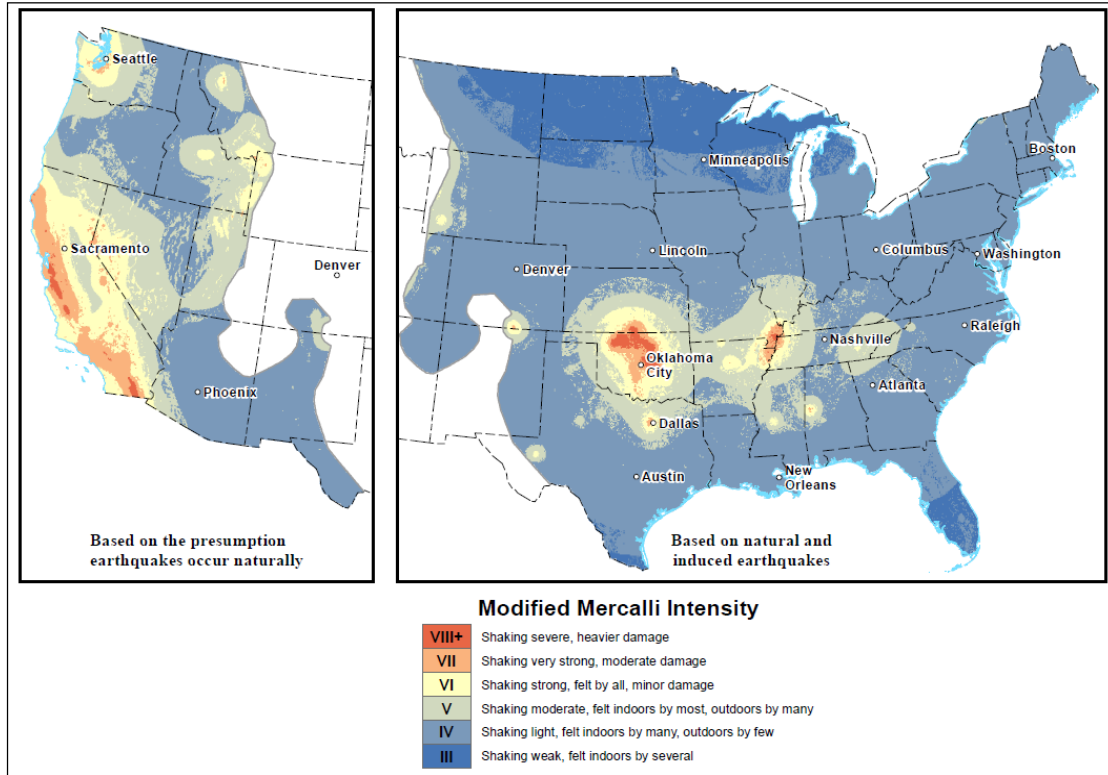 Seattle
Sacramento
Denver
Phoenix
Based on the presumption
earthquakes occur naturally
Minneapolis
Boston
Lincoln
Columbus
Washington
Denver
Raleigh
Nashville
Oklahoma
City
Atlanta
Dallas
Austin
New
Orleans
Based on natural and
induced earthquakes
Modified Mercalli Intensity
VIII+ Shaking severe, heavier damage
VII Shaking very strong, moderate damage
VI Shaking strong, felt by all, minor damage
V Shaking moderate, felt indoors by most, outdoors by many
IV Shaking light, felt indoors by many, outdoors by few
III Shaking weak, felt indoors by several